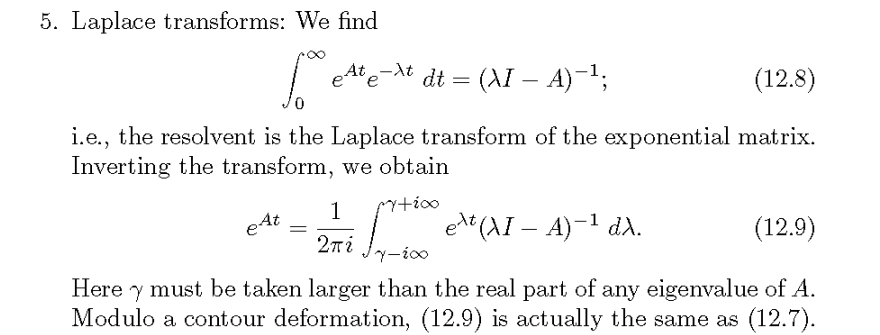 5. Laplace transforms: We find
∫₀^∞ e^{At} e^{−λt} dt = (λI − A)^{−1}; (12.8)
i.e., the resolvent is the Laplace transform of the exponential matrix.
Inverting the transform, we obtain
e^{At} = \frac{1}{2πi} ∫_{γ−i∞}^{γ+i∞} e^{λt}(λI − A)^{−1} dλ. (12.9)
Here γ must be taken larger than the real part of any eigenvalue of A.
Modulo a contour deformation, (12.9) is actually the same as (12.7).